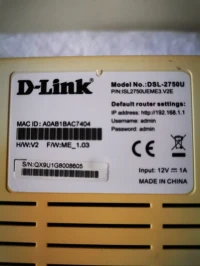 D-Link
Model No.: DSL-2750U
P/N:ISL2750UEME3.V2E
Default router settings:
IP address: http://192.168.1.1
Username: admin
Password: admin
MAC ID: A0AB1BAC7404
H/W:V2 F/W:ME_1.03
S/N:QX9U1G8008605
Input: 12V ⎓ 1A
MADE IN CHINA